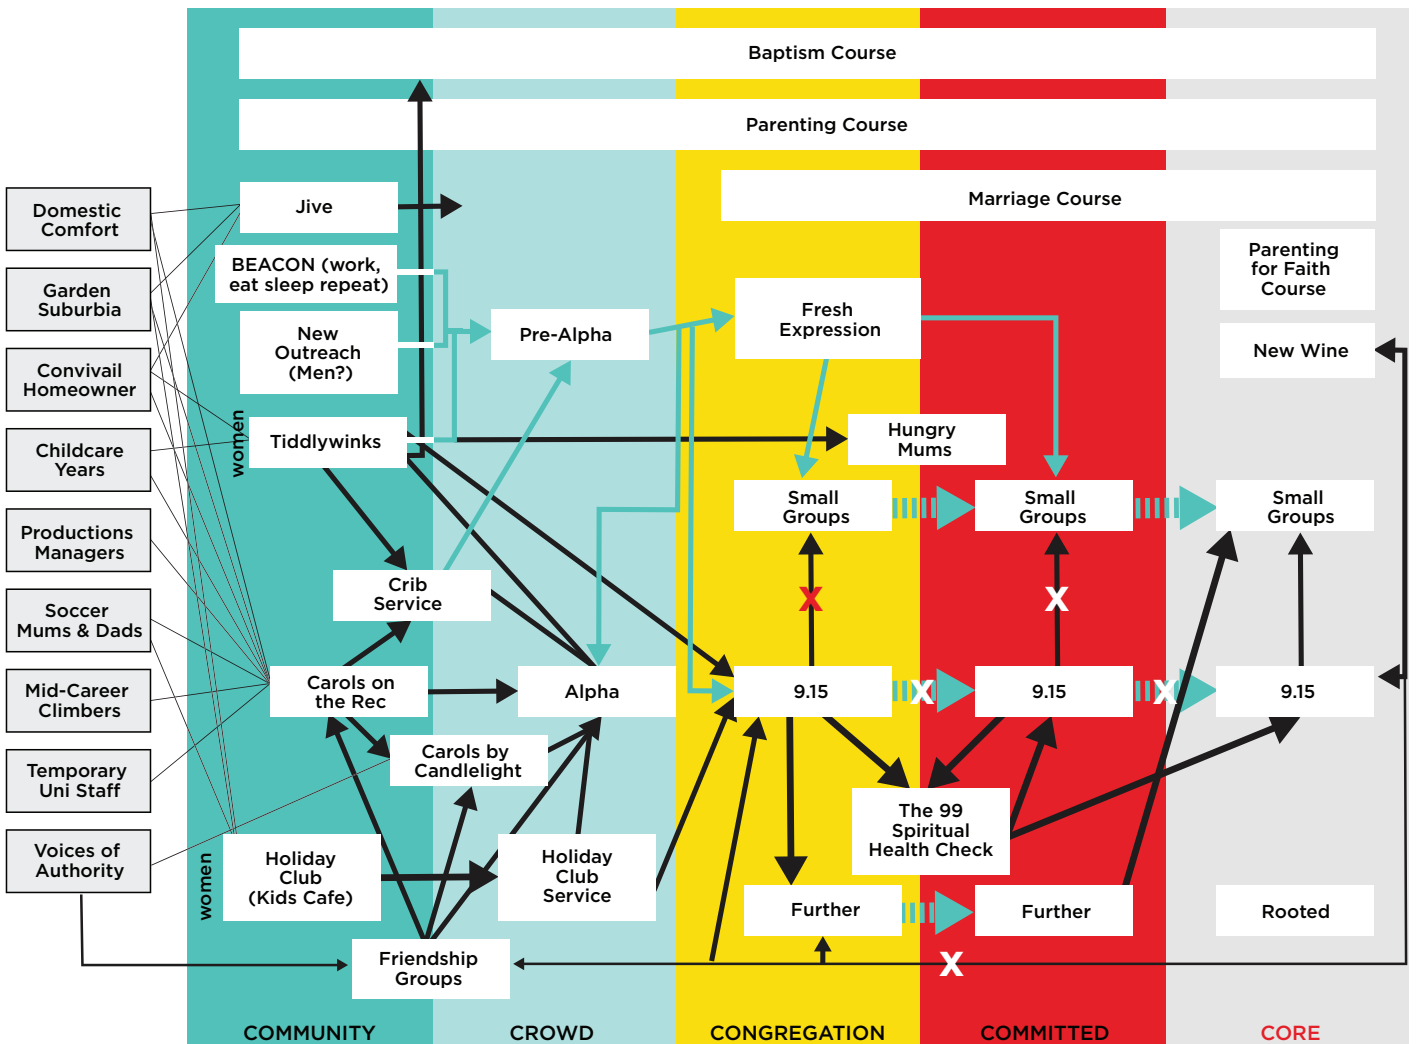 Baptism Course
Parenting Course
Marriage Course
Domestic
Comfort
Garden
Suburbia
Convivail
Homeowner
Childcare
Years
Productions
Managers
Soccer
Mums & Dads
Mid-Career
Climbers
Temporary
Uni Staff
Voices of
Authority
Jive
BEACON (work,
eat sleep repeat)
New
Outreach
(Men?)
women
Tiddlywinks
Crib
Service
Carols on
the Rec
Carols by
Candlelight
women
Holiday
Club
(Kids Cafe)
Friendship
Groups
Pre-Alpha
Alpha
Holiday
Club
Service
Fresh
Expression
Hungry
Mums
Small
Groups
X
9.15
X
The 99
Spiritual
Health Check
Further
Small
Groups
X
9.15
X
Further
X
Parenting
for Faith
Course
New Wine
Small
Groups
9.15
Rooted
COMMUNITY
CROWD
CONGREGATION
COMMITTED
CORE